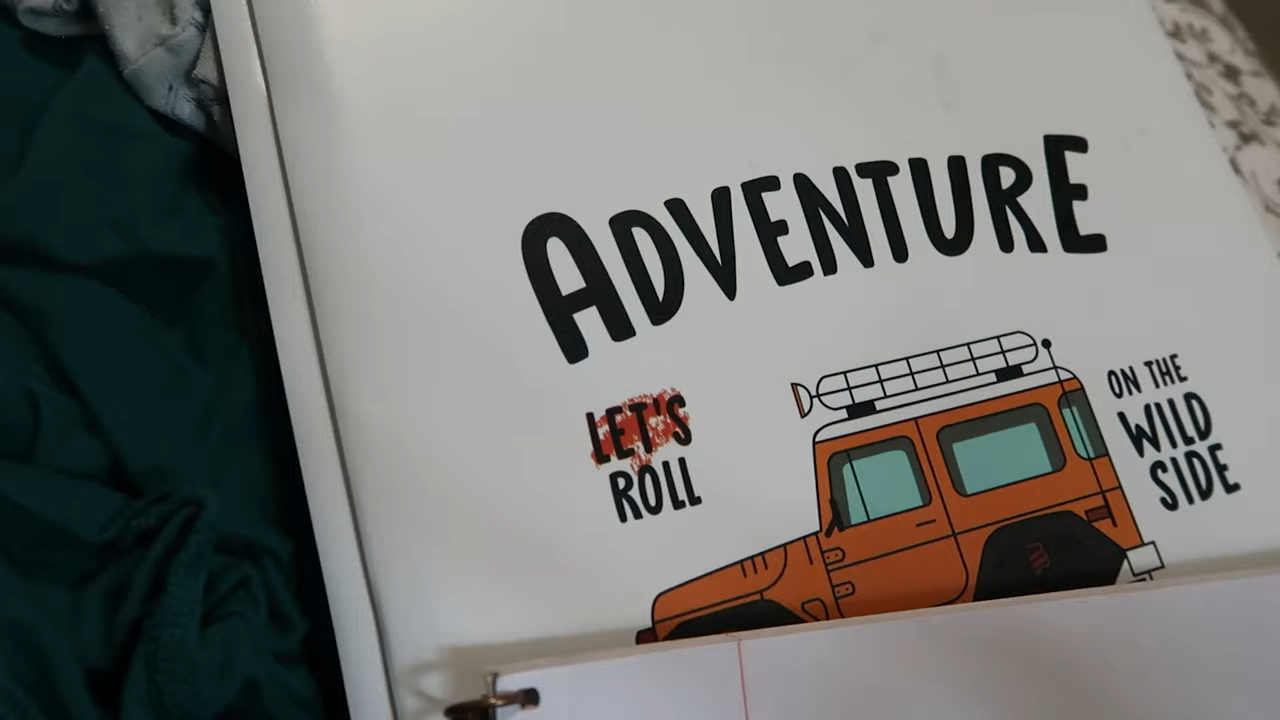 ADVENTURE
LET'S
ROLL
ON THE
WILD
SIDE